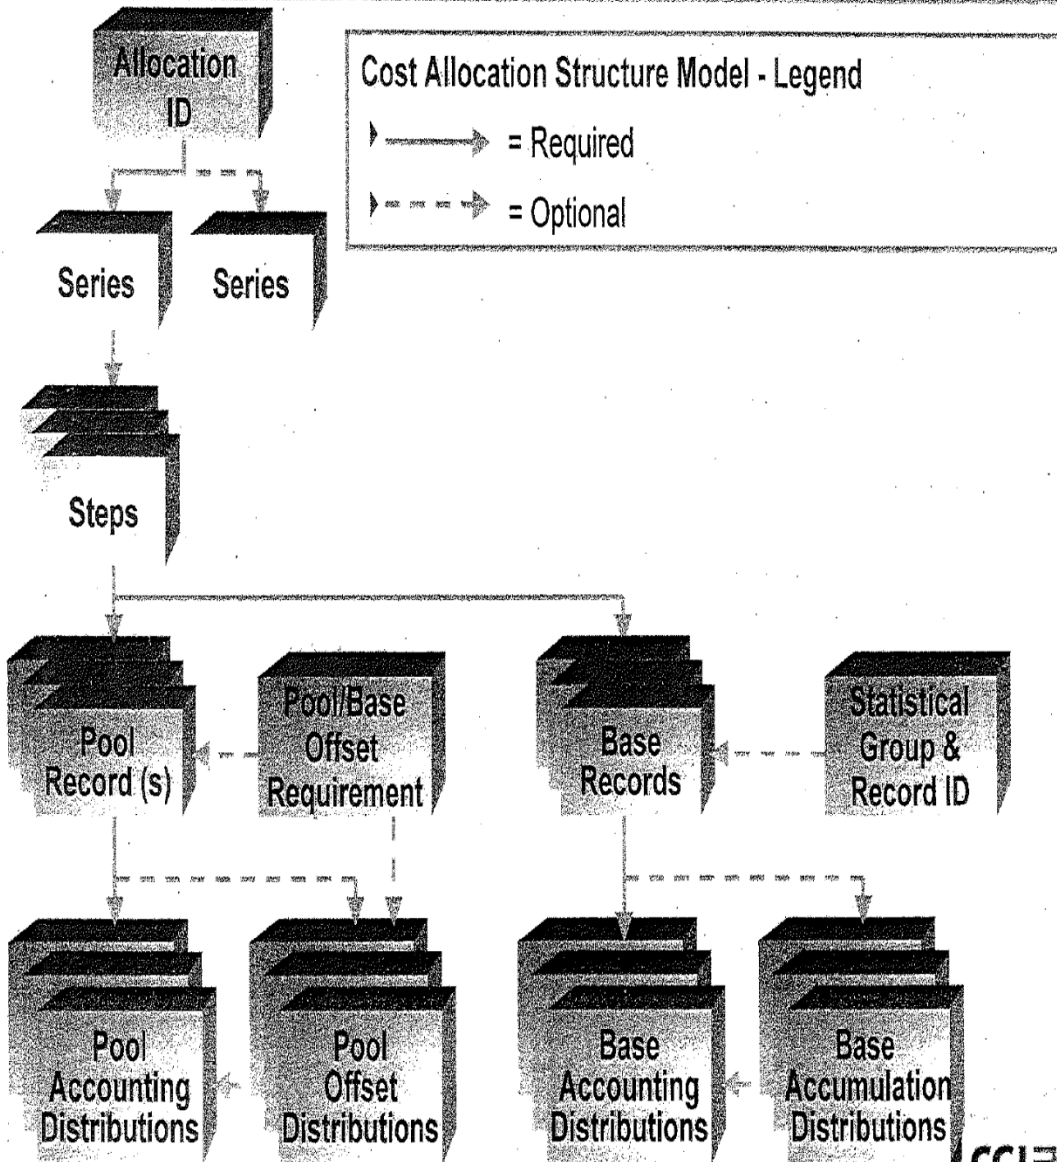 Allocation
ID
Cost Allocation Structure Model - Legend
= Required
= Optional
Series
Series
Steps
Pool
Record (s)
Pool/Base
Offset
Requirement
Base
Records
Statistical
Group &
Record ID
Pool
Accounting
Distributions
Pool
Offset
Distributions
Base
Accounting
Distributions
Base
Accumulation
Distributions